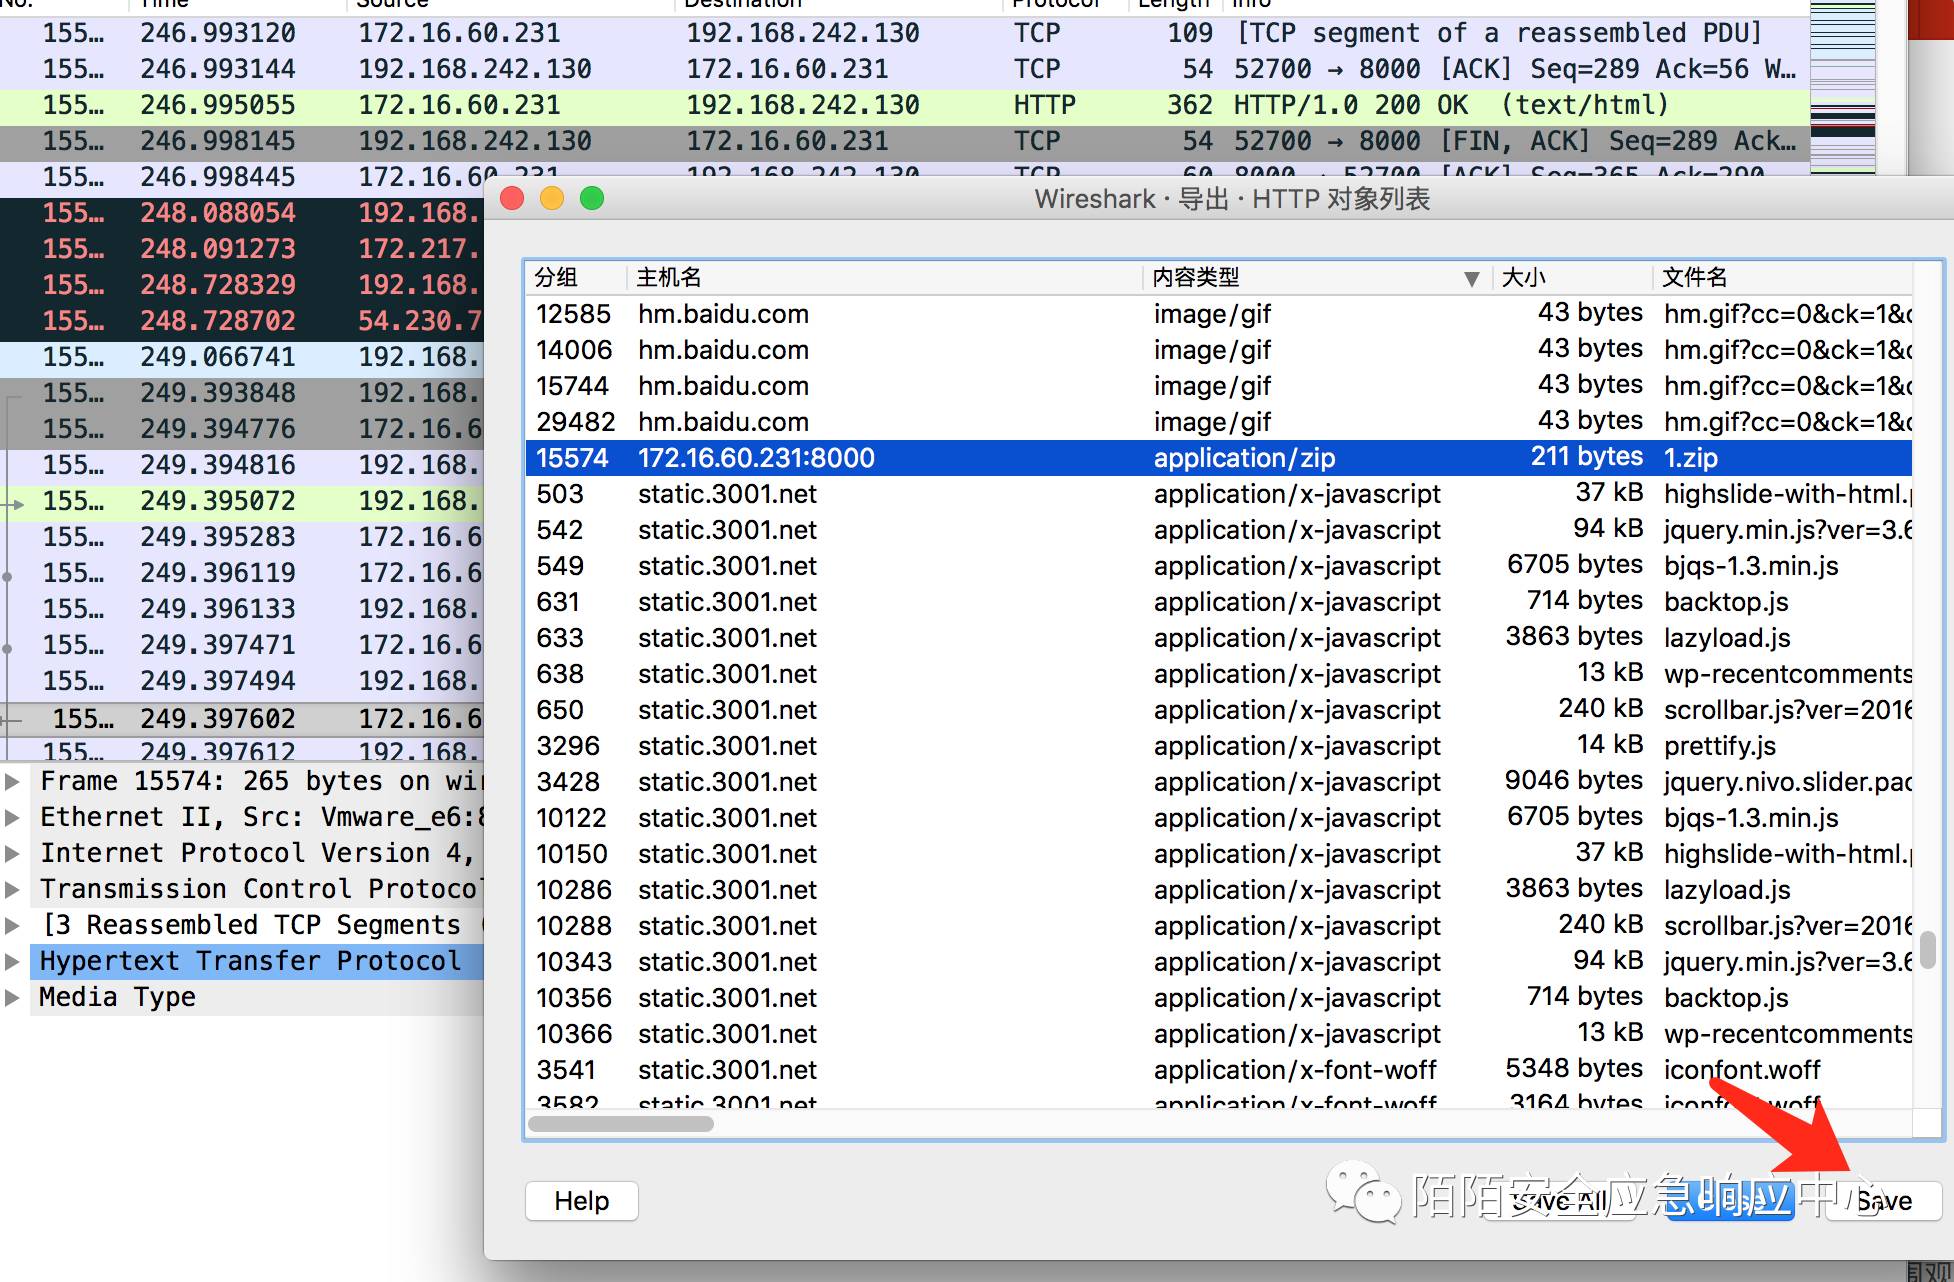 No. Time Source Destination Protocol Length Info
155… 246.993120 172.16.60.231 192.168.242.130 TCP 109 [TCP segment of a reassembled PDU]
155… 246.993144 192.168.242.130 172.16.60.231 TCP 54 52700 → 8000 [ACK] Seq=289 Ack=56 W…
155… 246.995055 172.16.60.231 192.168.242.130 HTTP 362 HTTP/1.0 200 OK (text/html)
155… 246.998145 192.168.242.130 172.16.60.231 TCP 54 52700 → 8000 [FIN, ACK] Seq=289 Ack…
155… 246.998445 172.16.60.231 192.168.242.130 TCP 60 8000 → 52700 [ACK] Seq=365 Ack=290
155… 248.088054 192.168.
155… 248.091273 172.217.
155… 248.728329 192.168.
155… 248.728702 54.230.7
155… 249.066741 192.168.
155… 249.393848 192.168.
155… 249.394776 172.16.6
155… 249.394816 192.168.
155… 249.395072 192.168.
155… 249.395283 172.16.6
155… 249.396119 172.16.6
155… 249.396133 192.168.
155… 249.397471 172.16.6
155… 249.397494 192.168.
155… 249.397602 172.16.6
155… 249.397612 192.168.
Frame 15574: 265 bytes on wir
Ethernet II, Src: Vmware_e6:8
Internet Protocol Version 4,
Transmission Control Protocol
[3 Reassembled TCP Segments (
Hypertext Transfer Protocol
Media Type
Wireshark · 导出 · HTTP 对象列表
分组 主机名 内容类型 ▼ 大小 文件名
12585 hm.baidu.com image/gif 43 bytes hm.gif?cc=0&ck=1&c
14006 hm.baidu.com image/gif 43 bytes hm.gif?cc=0&ck=1&c
15744 hm.baidu.com image/gif 43 bytes hm.gif?cc=0&ck=1&c
29482 hm.baidu.com image/gif 43 bytes hm.gif?cc=0&ck=1&c
15574 172.16.60.231:8000 application/zip 211 bytes 1.zip
503 static.3001.net application/x-javascript 37 kB highslide-with-html.p
542 static.3001.net application/x-javascript 94 kB jquery.min.js?ver=3.6
549 static.3001.net application/x-javascript 6705 bytes bjqs-1.3.min.js
631 static.3001.net application/x-javascript 714 bytes backtop.js
633 static.3001.net application/x-javascript 3863 bytes lazyload.js
638 static.3001.net application/x-javascript 13 kB wp-recentcomments
650 static.3001.net application/x-javascript 240 kB scrollbar.js?ver=2016
3296 static.3001.net application/x-javascript 14 kB prettify.js
3428 static.3001.net application/x-javascript 9046 bytes jquery.nivo.slider.pac
10122 static.3001.net application/x-javascript 6705 bytes bjqs-1.3.min.js
10150 static.3001.net application/x-javascript 37 kB highslide-with-html.p
10286 static.3001.net application/x-javascript 3863 bytes lazyload.js
10288 static.3001.net application/x-javascript 240 kB scrollbar.js?ver=2016
10343 static.3001.net application/x-javascript 94 kB jquery.min.js?ver=3.6
10356 static.3001.net application/x-javascript 714 bytes backtop.js
10366 static.3001.net application/x-javascript 13 kB wp-recentcomments
3541 static.3001.net application/x-font-woff 5348 bytes iconfont.woff
3582 static.3001.net application/x-font-woff 3164 bytes iconfont.woff
Help Save All Close Save
陌陌安全应急响应中心